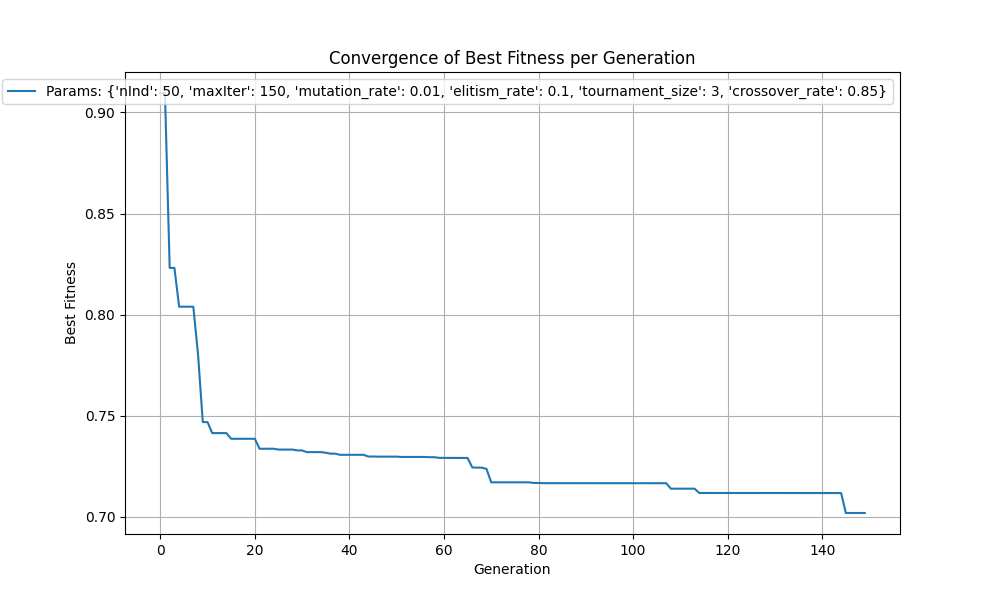 Convergence of Best Fitness per Generation
Params: {'nInd': 50, 'maxIter': 150, 'mutation_rate': 0.01, 'elitism_rate': 0.1, 'tournament_size': 3, 'crossover_rate': 0.85}
0.90
0.85
0.80
0.75
0.70
Best Fitness
0 20 40 60 80 100 120 140
Generation